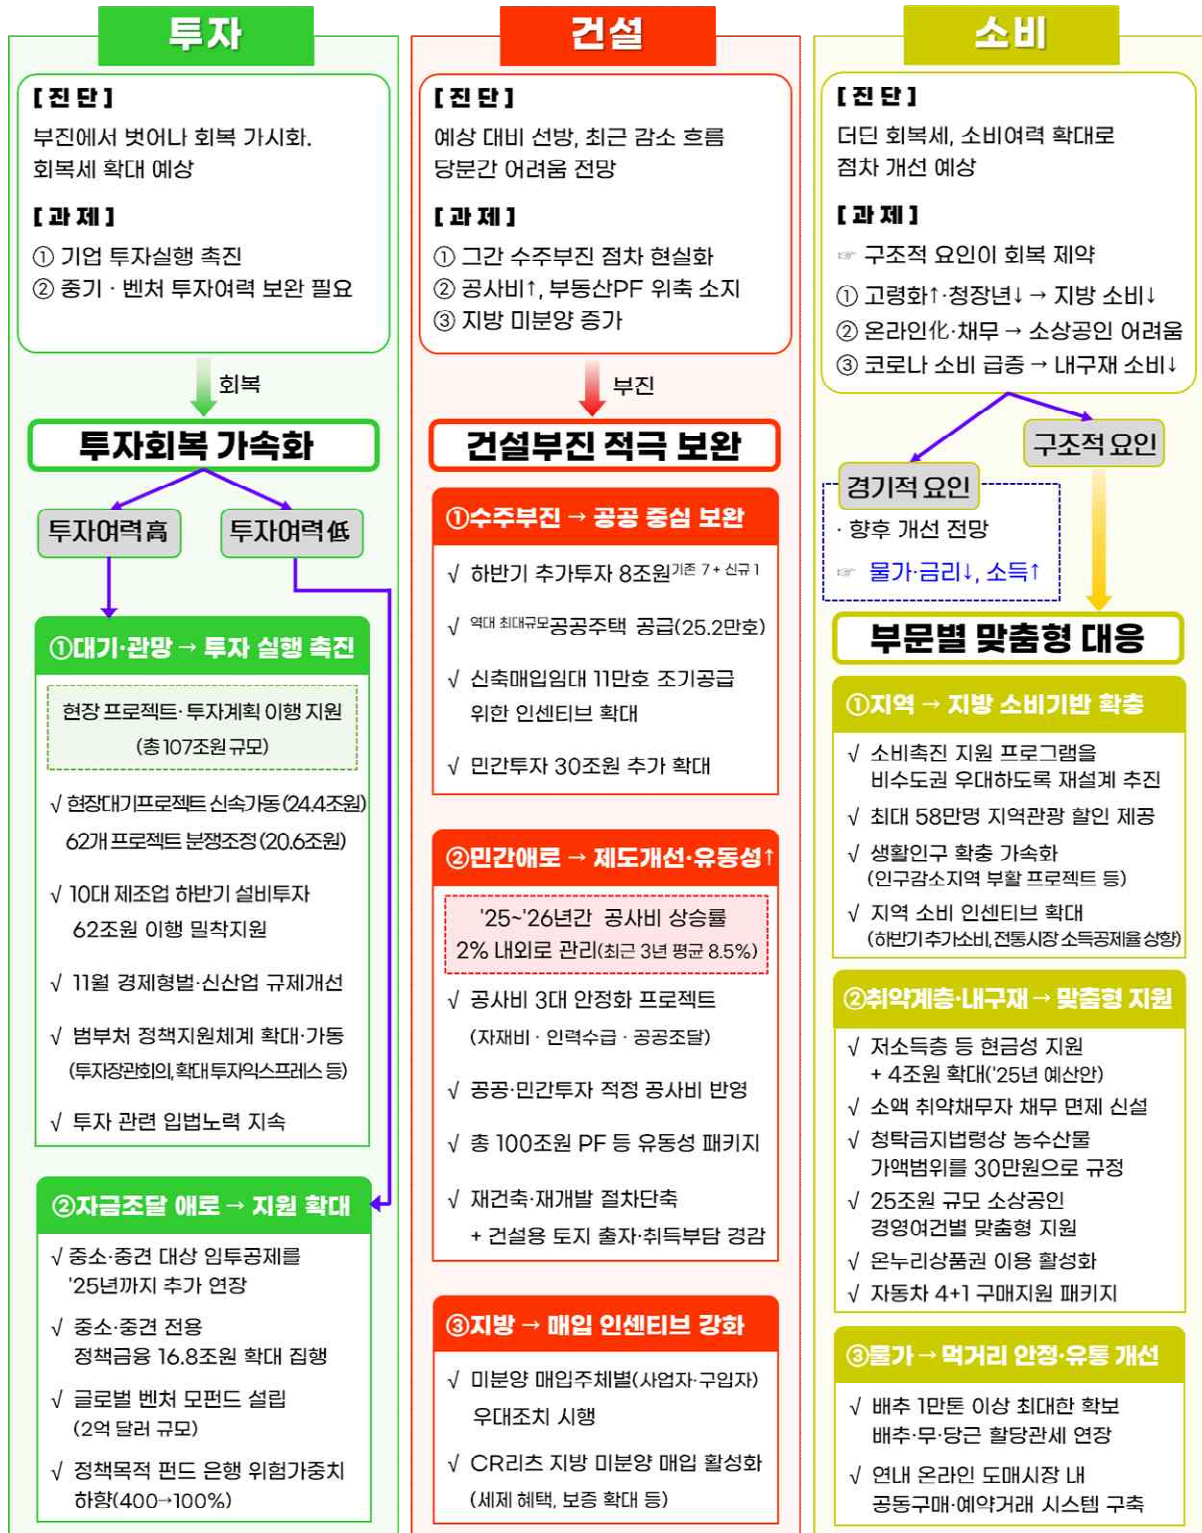 투자
[ 진 단 ]
부진에서 벗어나 회복 가시화.
회복세 확대 예상
[ 과 제 ]
① 기업 투자실행 촉진
② 중기 · 벤처 투자여력 보완 필요
회복
투자회복 가속화
투자여력 高
투자여력 低
①대기·관망 → 투자 실행 촉진
현장 프로젝트· 투자계획 이행 지원
(총 107조원 규모)
√ 현장대기프로젝트 신속가동 (24.4조원)
62개 프로젝트 분쟁조정 (20.6조원)
√ 10대 제조업 하반기 설비투자
62조원 이행 밀착지원
√ 11월 경제형벌·신산업 규제개선
√ 범부처 정책지원체계 확대·가동
(투자장관회의, 확대 투자익스프레스 등)
√ 투자 관련 입법노력 지속
②자금조달 애로 → 지원 확대
√ 중소·중견 대상 임투공제를
'25년까지 추가 연장
√ 중소·중견 전용
정책금융 16.8조원 확대 집행
√ 글로벌 벤처 모펀드 설립
(2억 달러 규모)
√ 정책목적 펀드 은행 위험가중치
하향(400→100%)
건설
[ 진 단 ]
예상 대비 선방, 최근 감소 흐름
당분간 어려움 전망
[ 과 제 ]
① 그간 수주부진 점차 현실화
② 공사비↑, 부동산PF 위축 소지
③ 지방 미분양 증가
부진
건설부진 적극 보완
①수주부진 → 공공 중심 보완
√ 하반기 추가투자 8조원기존 7 + 신규 1
√ 역대 최대규모공공주택 공급(25.2만호)
√ 신축매입임대 11만호 조기공급
위한 인센티브 확대
√ 민간투자 30조원 추가 확대
②민간애로 → 제도개선·유동성↑
'25~'26년간 공사비 상승률
2% 내외로 관리(최근 3년 평균 8.5%)
√ 공사비 3대 안정화 프로젝트
(자재비 · 인력수급 · 공공조달)
√ 공공·민간투자 적정 공사비 반영
√ 총 100조원 PF 등 유동성 패키지
√ 재건축·재개발 절차단축
+ 건설용 토지 출자·취득부담 경감
③지방 → 매입 인센티브 강화
√ 미분양 매입주체별(사업자·구입자)
우대조치 시행
√ CR리츠 지방 미분양 매입 활성화
(세제 혜택, 보증 확대 등)
소비
[ 진 단 ]
더딘 회복세, 소비여력 확대로
점차 개선 예상
[ 과 제 ]
☞ 구조적 요인이 회복 제약
① 고령화↑·청장년↓ → 지방 소비↓
② 온라인化·채무 → 소상공인 어려움
③ 코로나 소비 급증 → 내구재 소비↓
구조적 요인
경기적 요인
· 향후 개선 전망
☞ 물가·금리↓, 소득↑
부문별 맞춤형 대응
①지역 → 지방 소비기반 확충
√ 소비촉진 지원 프로그램을
비수도권 우대하도록 재설계 추진
√ 최대 58만명 지역관광 할인 제공
√ 생활인구 확충 가속화
(인구감소지역 부활 프로젝트 등)
√ 지역 소비 인센티브 확대
(하반기 추가소비, 전통시장 소득공제율 상향)
②취약계층·내구재 → 맞춤형 지원
√ 저소득층 등 현금성 지원
+ 4조원 확대('25년 예산안)
√ 소액 취약채무자 채무 면제 신설
√ 청탁금지법령상 농수산물
가액범위를 30만원으로 규정
√ 25조원 규모 소상공인
경영여건별 맞춤형 지원
√ 온누리상품권 이용 활성화
√ 자동차 4+1 구매지원 패키지
③물가 → 먹거리 안정·유통 개선
√ 배추 1만톤 이상 최대한 확보
배추·무·당근 할당관세 연장
√ 연내 온라인 도매시장 내
공동구매·예약거래 시스템 구축